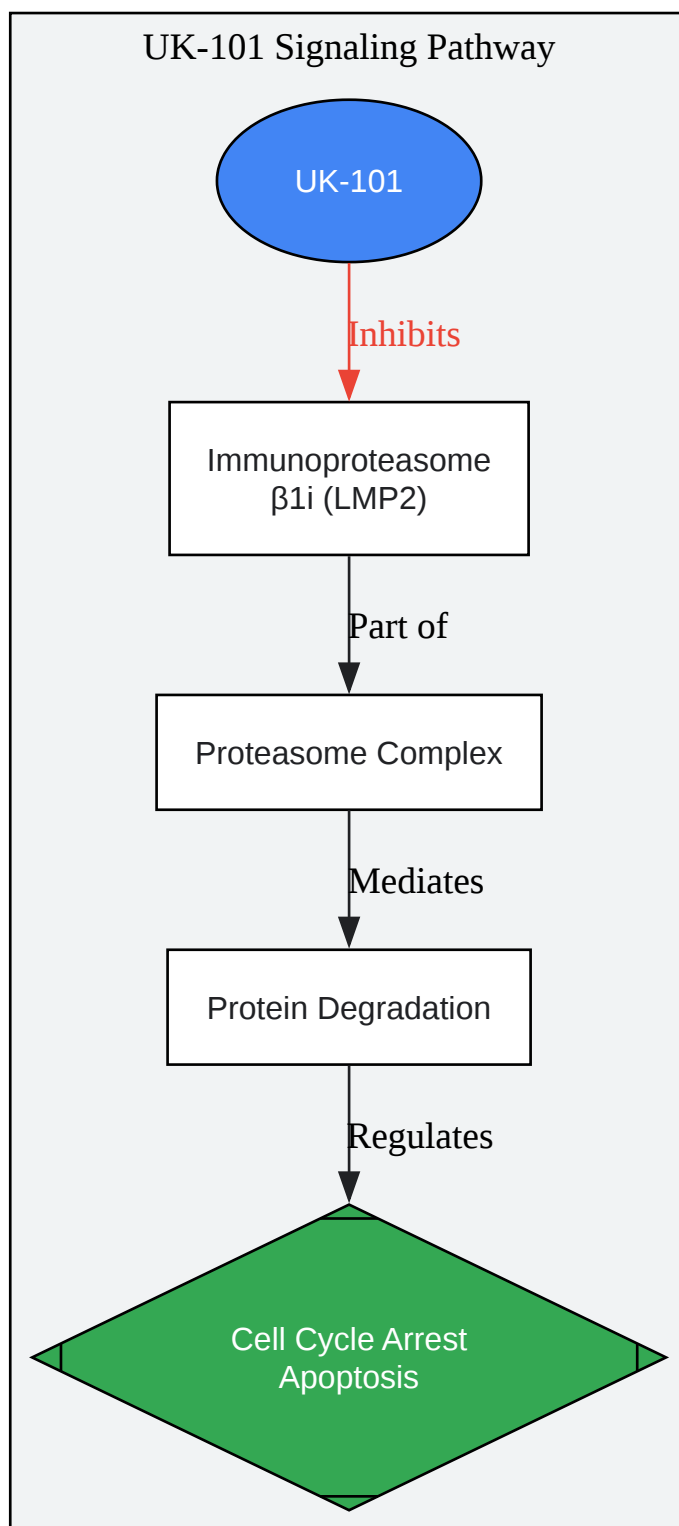 UK-101 Signaling Pathway
UK-101
Inhibits
Immunoproteasome
β1i (LMP2)
Part of
Proteasome Complex
Mediates
Protein Degradation
Regulates
Cell Cycle Arrest
Apoptosis